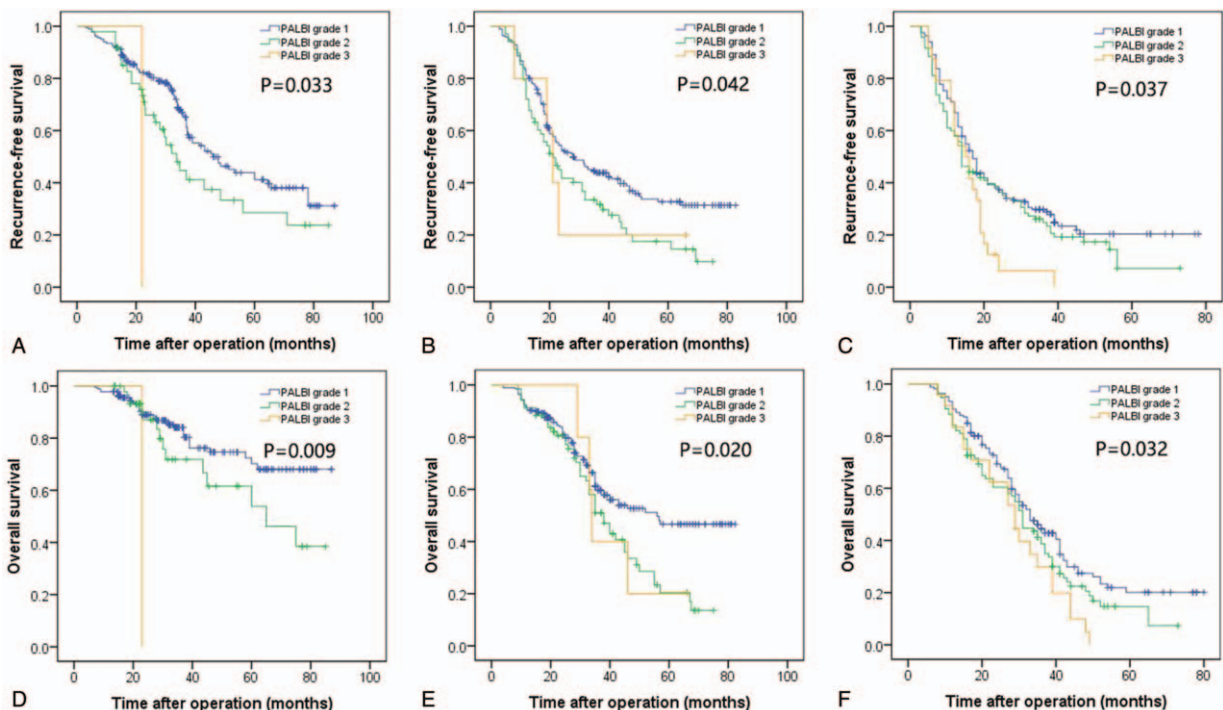 PALBI grade 1
PALBI grade 2
PALBI grade 3
P=0.033
Recurrence-free survival
1.0
0.8
0.6
0.4
0.2
0.0
0 20 40 60 80 100
A
Time after operation (months)
PALBI grade 1
PALBI grade 2
PALBI grade 3
P=0.042
Recurrence-free survival
1.0
0.8
0.6
0.4
0.2
0.0
0 20 40 60 80 100
B
Time after operation (months)
PALBI grade 1
PALBI grade 2
PALBI grade 3
P=0.037
Reurrence-free survival
1.0
0.8
0.6
0.4
0.2
0.0
0 20 40 60 80
C
Time after operation (months)
PALBI grade 1
PALBI grade 2
PALBI grade 3
P=0.009
Overall survival
1.0
0.8
0.6
0.4
0.2
0.0
0 20 40 60 80 100
D
Time after operation (months)
PALBI grade 1
PALBI grade 2
PALBI grade 3
P=0.020
Overall survival
1.0
0.8
0.6
0.4
0.2
0.0
0 20 40 60 80 100
E
Time after operation (months)
PALBI grade 1
PALBI grade 2
PALBI grade 3
P=0.032
Overall survival
1.0
0.8
0.6
0.4
0.2
0.0
0 20 40 60 80
F
Time after operation (months)